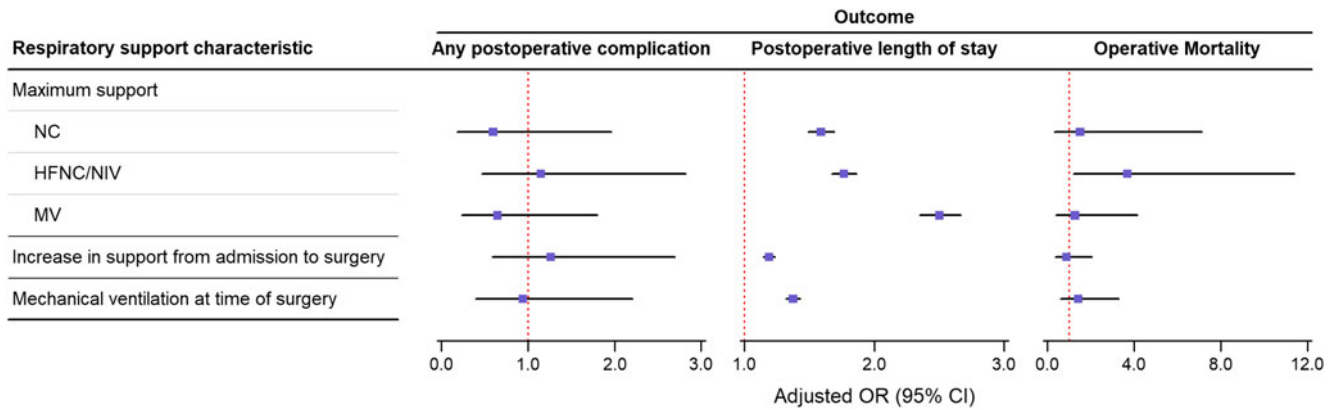 Outcome
Respiratory support characteristic Any postoperative complication Postoperative length of stay Operative Mortality
Maximum support
NC
HFNC/NIV
MV
Increase in support from admission to surgery
Mechanical ventilation at time of surgery
0.0 1.0 2.0 3.0 1.0 2.0 3.0 0.0 4.0 8.0 12.0
Adjusted OR (95% CI)